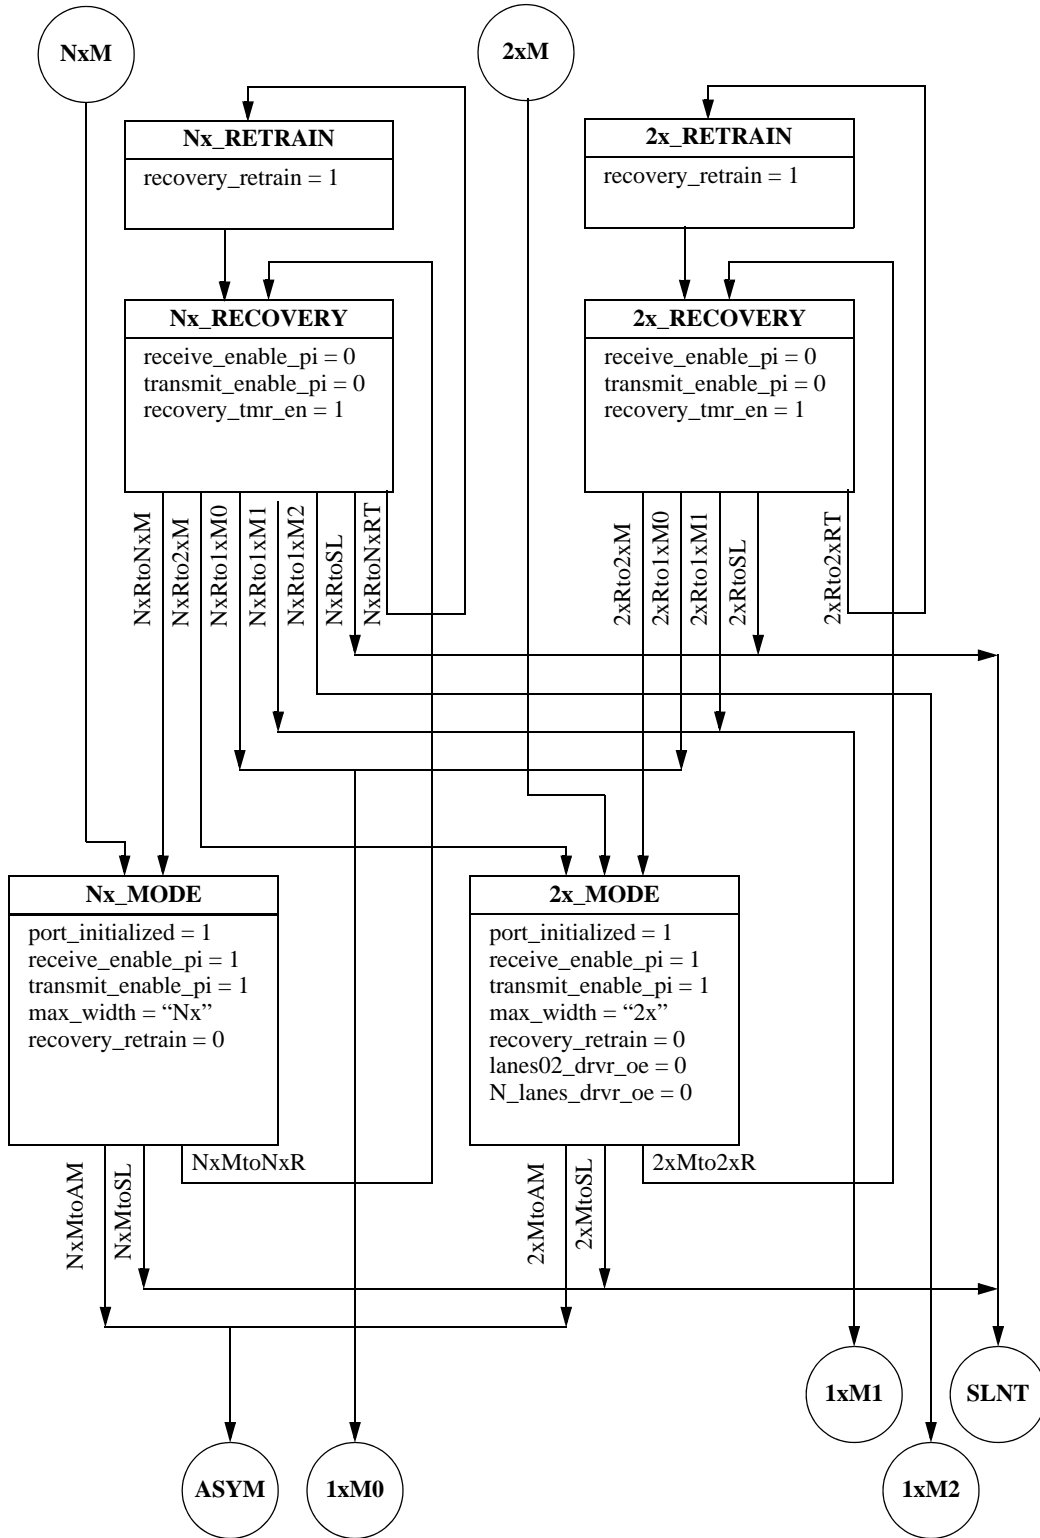 NxM
2xM
Nx_RETRAIN
recovery_retrain = 1
2x_RETRAIN
recovery_retrain = 1
Nx_RECOVERY
receive_enable_pi = 0
transmit_enable_pi = 0
recovery_tmr_en = 1
2x_RECOVERY
receive_enable_pi = 0
transmit_enable_pi = 0
recovery_tmr_en = 1
NxRtoNxM
NxRto2xM
NxRto1xM0
NxRto1xM1
NxRto1xM2
NxRtoSL
NxRtoNxRT
2xRto2xM
2xRto1xM0
2xRto1xM1
2xRtoSL
2xRto2xRT
Nx_MODE
port_initialized = 1
receive_enable_pi = 1
transmit_enable_pi = 1
max_width = “Nx”
recovery_retrain = 0
2x_MODE
port_initialized = 1
receive_enable_pi = 1
transmit_enable_pi = 1
max_width = “2x”
recovery_retrain = 0
lanes02_drvr_oe = 0
N_lanes_drvr_oe = 0
NxMtoAM
NxMtoSL
NxMtoNxR
2xMtoAM
2xMtoSL
2xMto2xR
1xM1
SLNT
ASYM
1xM0
1xM2